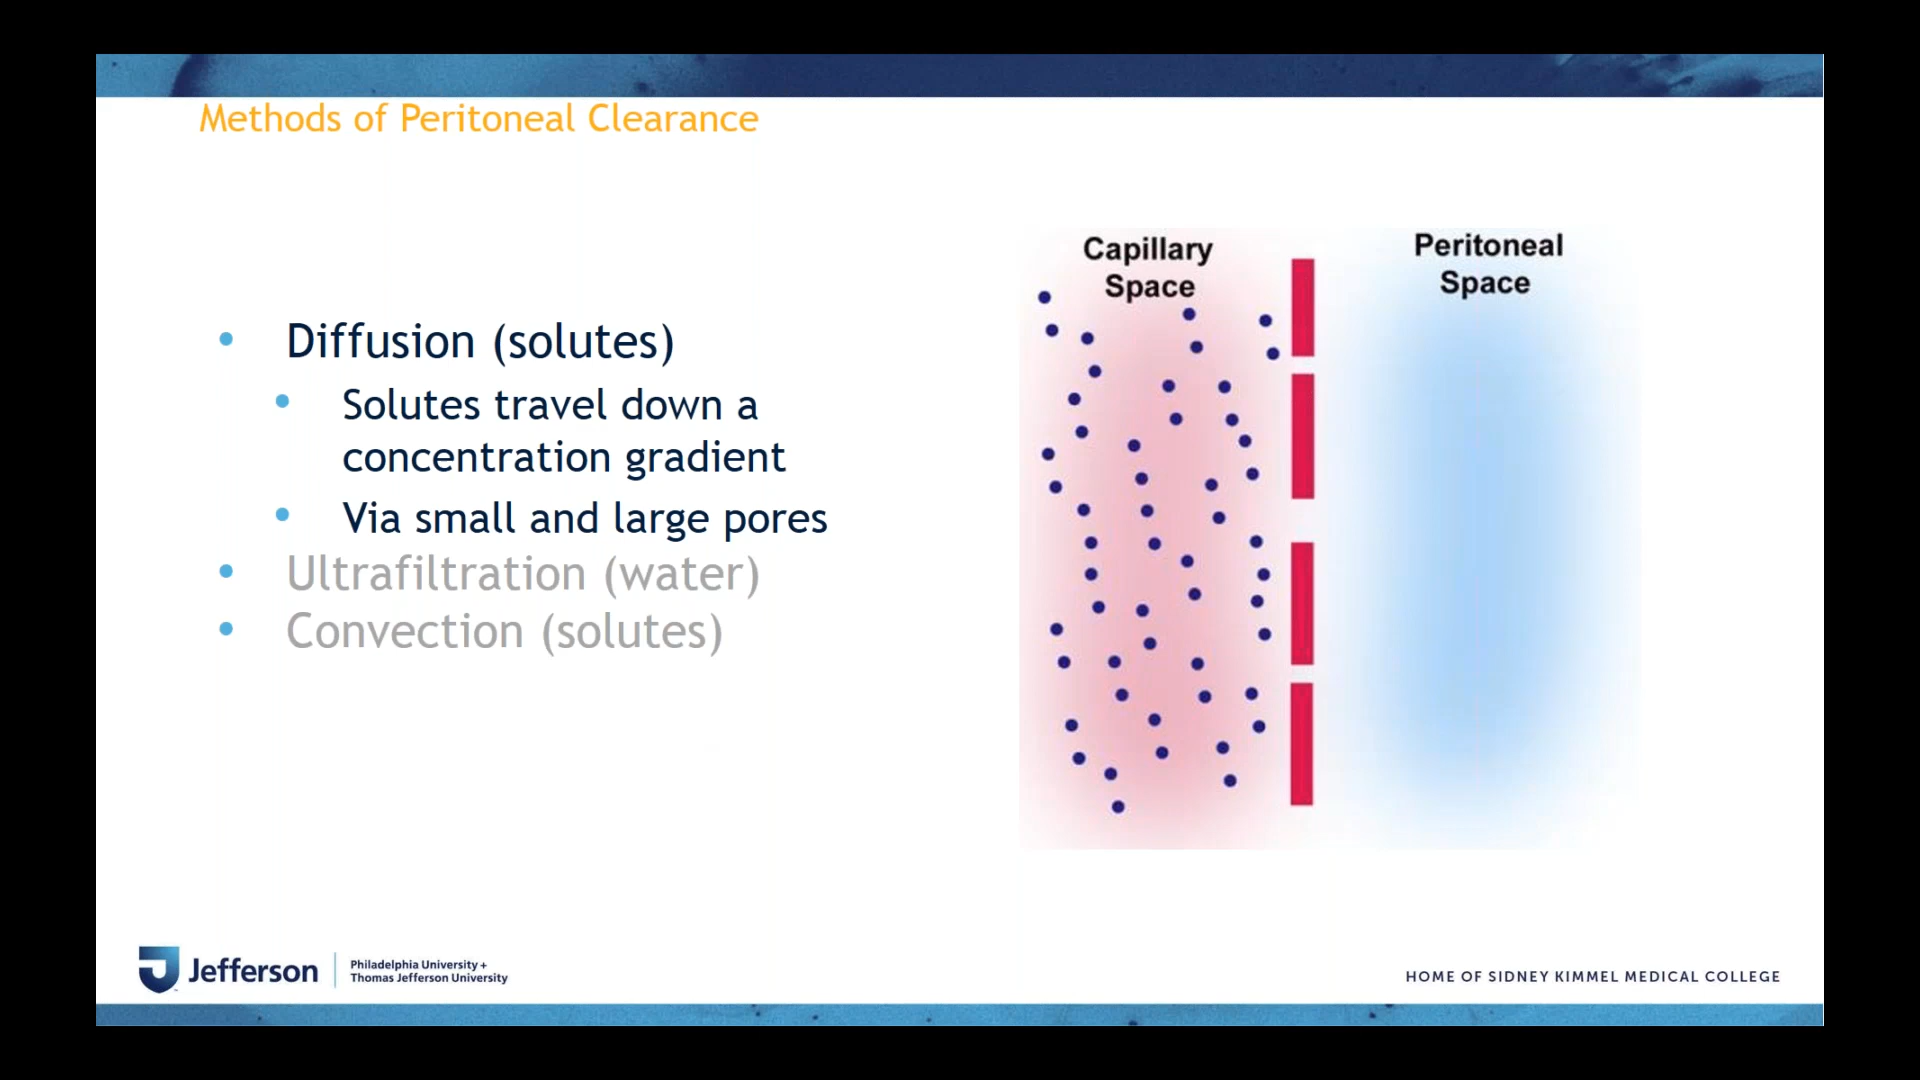 Methods of Peritoneal Clearance
• Diffusion (solutes)
• Solutes travel down a
concentration gradient
• Via small and large pores
• Ultrafiltration (water)
• Convection (solutes)
Capillary
Space
Peritoneal
Space
Jefferson
Philadelphia University +
Thomas Jefferson University
HOME OF SIDNEY KIMMEL MEDICAL COLLEGE